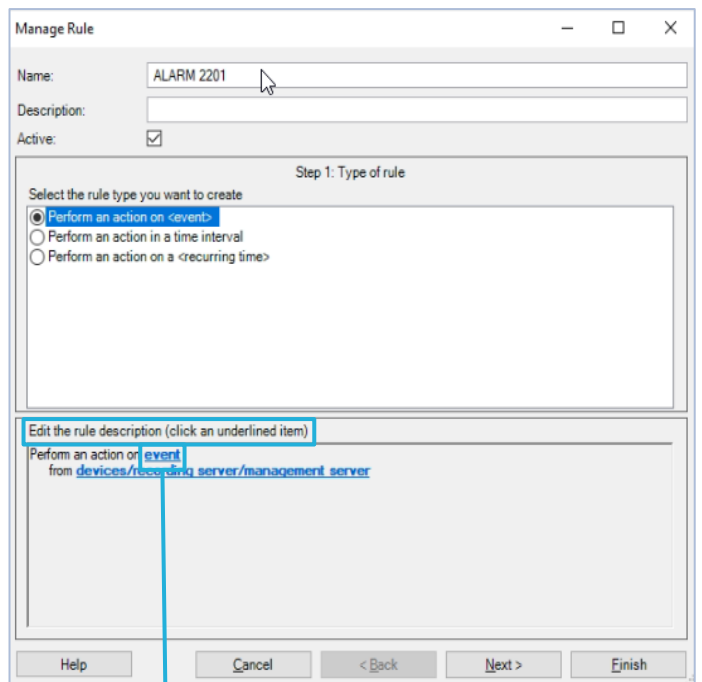 Manage Rule
Name: ALARM 2201
Description:
Active:
Step 1: Type of rule
Select the rule type you want to create
Perform an action on <event>
Perform an action in a time interval
Perform an action on a <recurring time>
Edit the rule description (click an underlined item)
Perform an action on event
from devices/recording server/management server
Help Cancel < Back Next > Finish